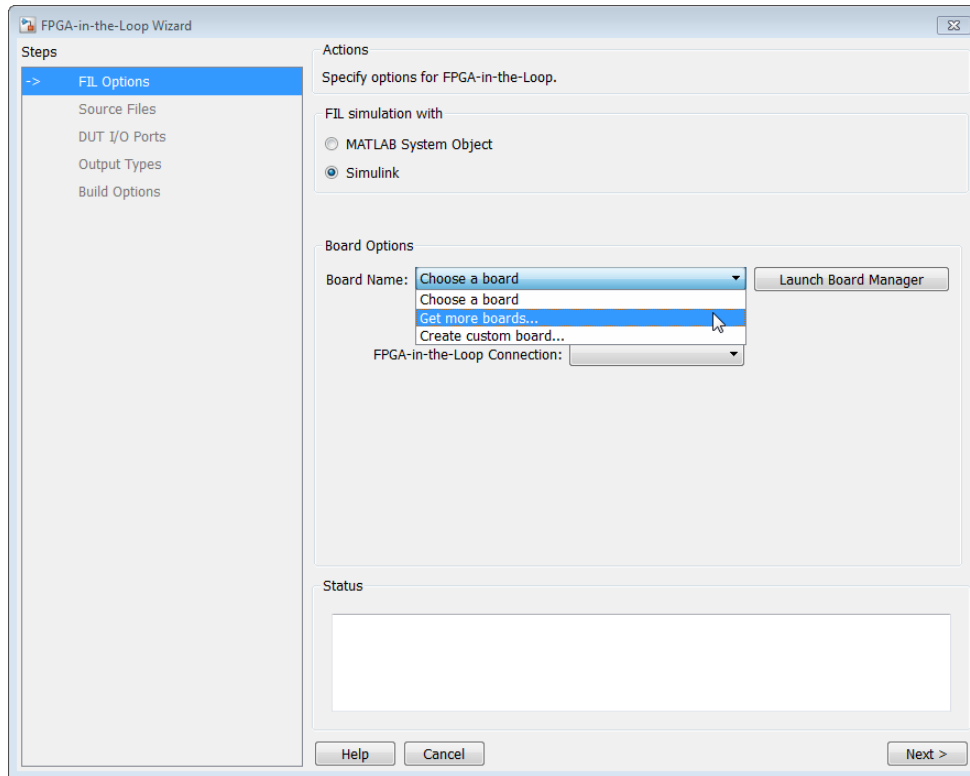 FPGA-in-the-Loop Wizard
Steps
-> FIL Options
Source Files
DUT I/O Ports
Output Types
Build Options
Actions
Specify options for FPGA-in-the-Loop.
FIL simulation with
MATLAB System Object
Simulink
Board Options
Board Name: Choose a board Launch Board Manager
Choose a board
Get more boards...
Create custom board...
FPGA-in-the-Loop Connection:
Status
Help Cancel Next >